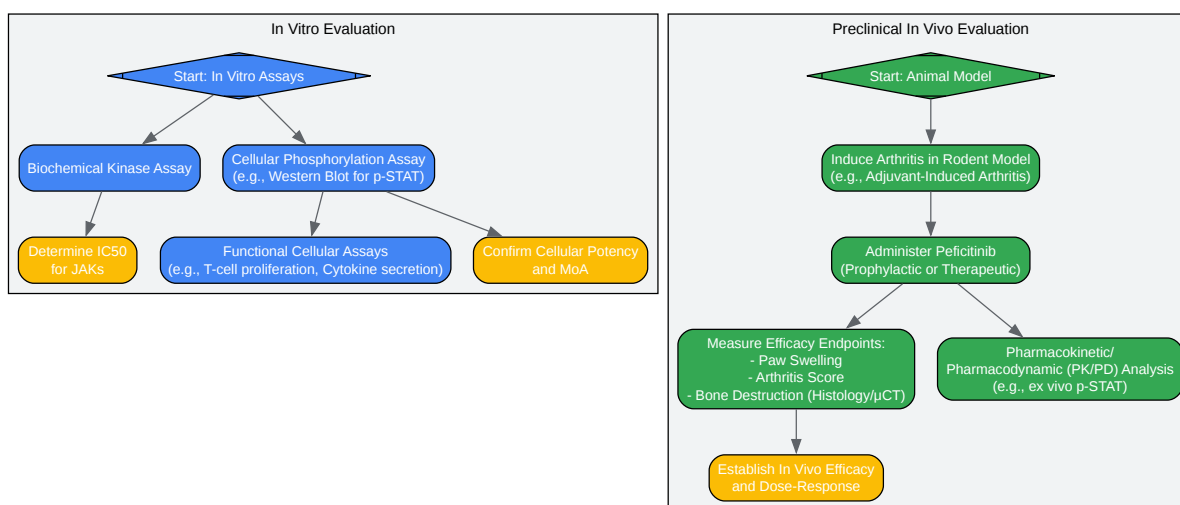 In Vitro Evaluation
Start: In Vitro Assays
Biochemical Kinase Assay
Cellular Phosphorylation Assay
(e.g., Western Blot for p-STAT)
Determine IC50
for JAKs
Functional Cellular Assays
(e.g., T-cell proliferation, Cytokine secretion)
Confirm Cellular Potency
and MoA
Preclinical In Vivo Evaluation
Start: Animal Model
Induce Arthritis in Rodent Model
(e.g., Adjuvant-Induced Arthritis)
Administer Peficitinib
(Prophylactic or Therapeutic)
Measure Efficacy Endpoints:
- Paw Swelling
- Arthritis Score
- Bone Destruction (Histology/μCT)
Pharmacokinetic/
Pharmacodynamic (PK/PD) Analysis
(e.g., ex vivo p-STAT)
Establish In Vivo Efficacy
and Dose-Response